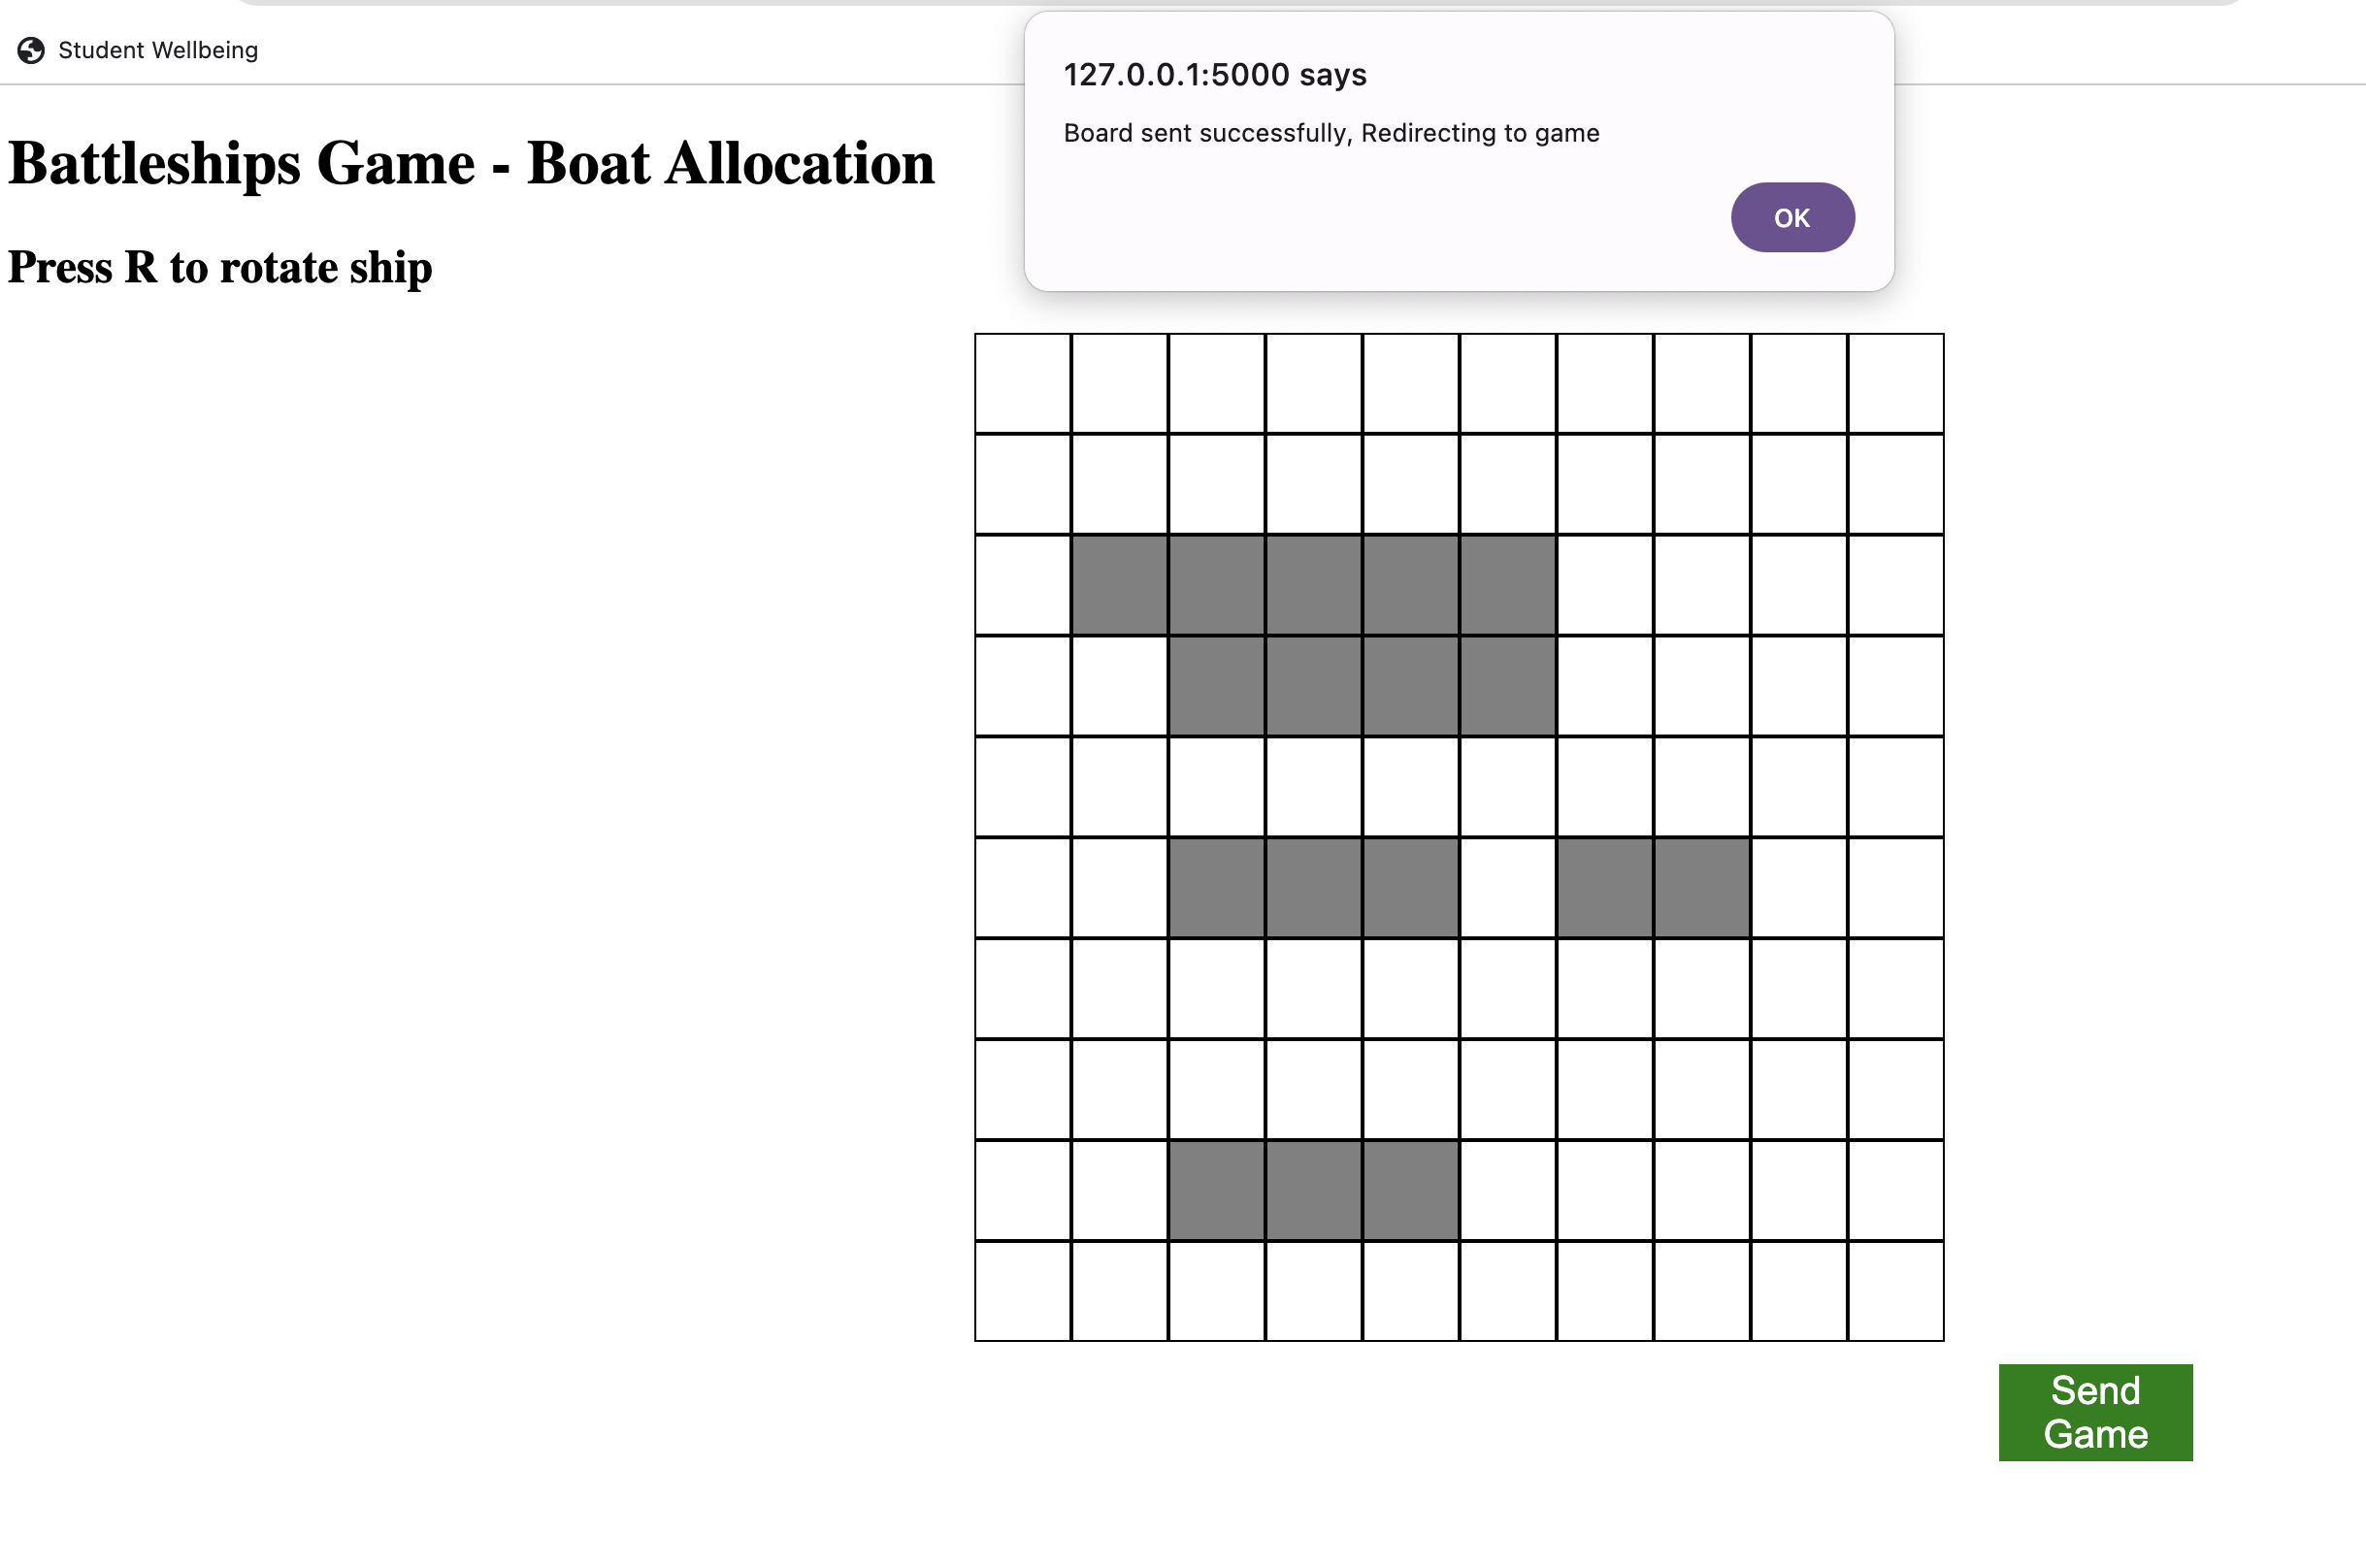 Student Wellbeing
127.0.0.1:5000 says
Board sent successfully, Redirecting to game
OK
Battleships Game - Boat Allocation
Press R to rotate ship
Send
Game